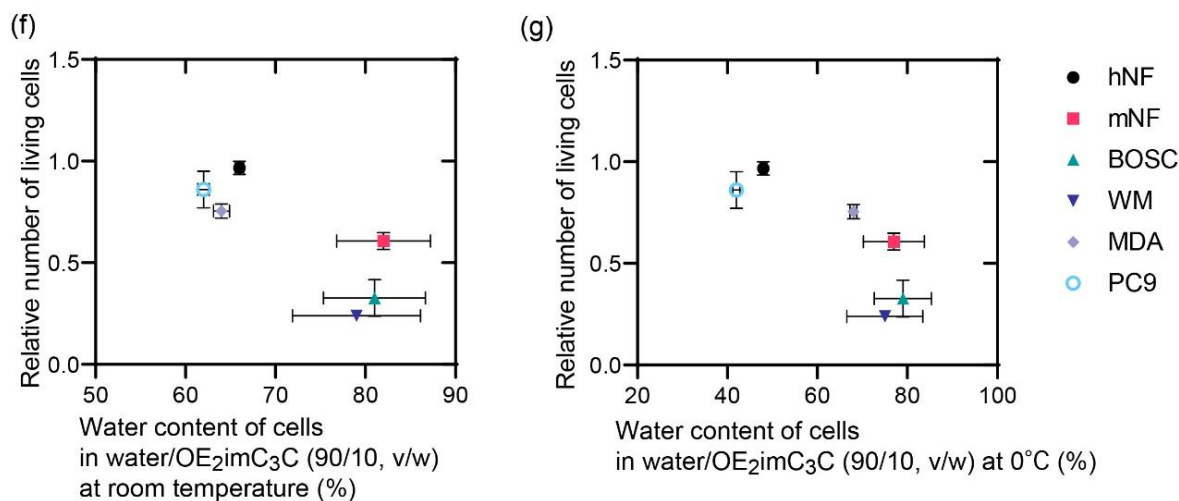 (f)
Relative number of living cells
1.5
1.0
0.5
0.0
50 60 70 80 90
Water content of cells
in water/OE₂imC₃C (90/10, v/w)
at room temperature (%)
(g)
Relative number of living cells
1.5
1.0
0.5
0.0
20 40 60 80 100
Water content of cells
in water/OE₂imC₃C (90/10, v/w) at 0°C (%)
hNF
mNF
BOSC
WM
MDA
PC9